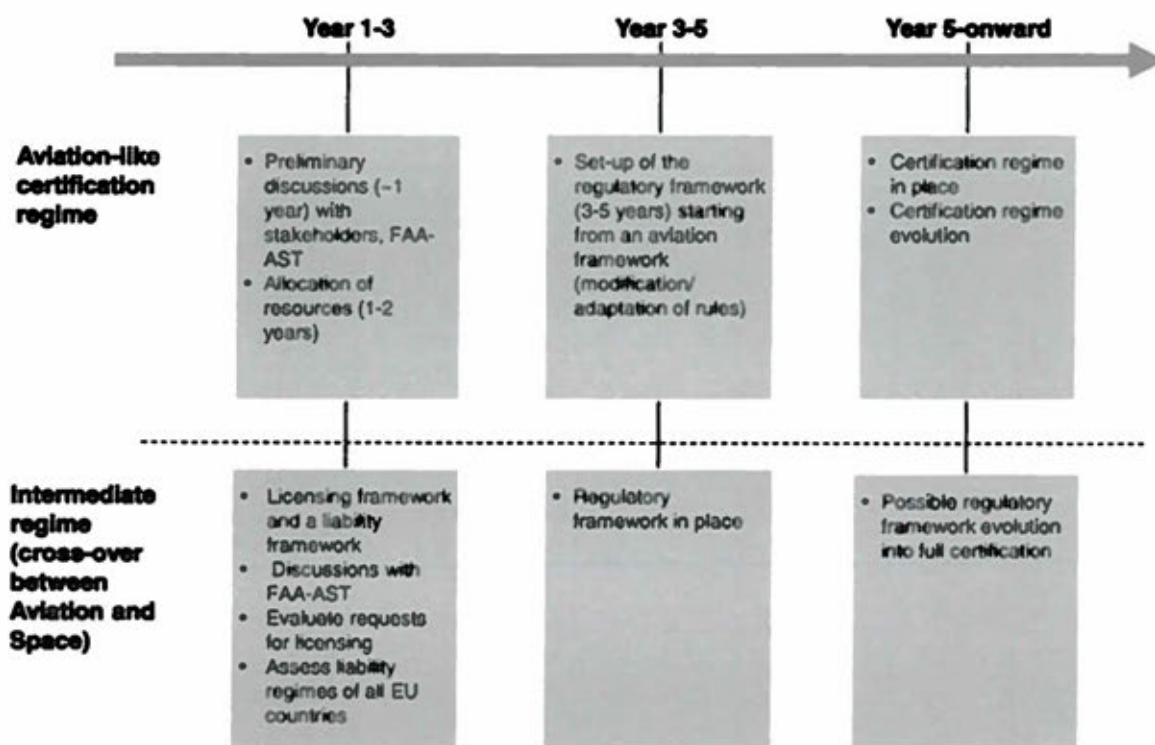 Year 1-3
Year 3-5
Year 5-onward
Aviation-like
certification
regime
• Preliminary
discussions (~1
year) with
stakeholders, FAA-
AST
• Allocation of
resources (1-2
years)
• Set-up of the
regulatory framework
(3-5 years) starting
from an aviation
framework
(modification/
adaptation of rules)
• Certification regime
in place
• Certification regime
evolution
Intermediate
regime
(cross-over
between
Aviation and
Space)
• Licensing framework
and a liability
framework
• Discussions with
FAA-AST
• Evaluate requests
for licensing
• Assess liability
regimes of all EU
countries
• Regulatory
framework in place
• Possible regulatory
framework evolution
into full certification